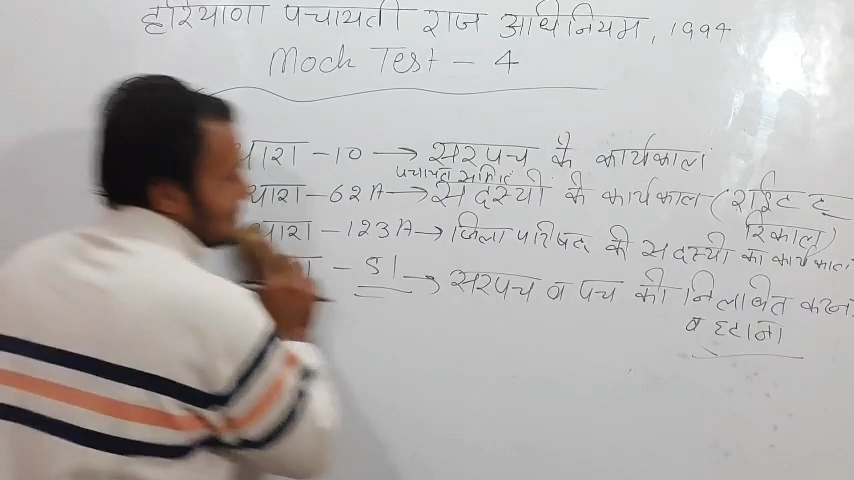 हरियाणा पंचायती राज अधिनियम, 1994
Mock Test - 4
धारा - 10 → सरपंच के कार्यकाल
पंचायत समिति
धारा - 62A → सदस्यों के कार्यकाल (राईट टू
रिकाल)
धारा - 123A → जिला परिषद के सदस्यों का कार्यकाल
- 51 → सरपंच व पंच को निलंबित करना
व हटाना